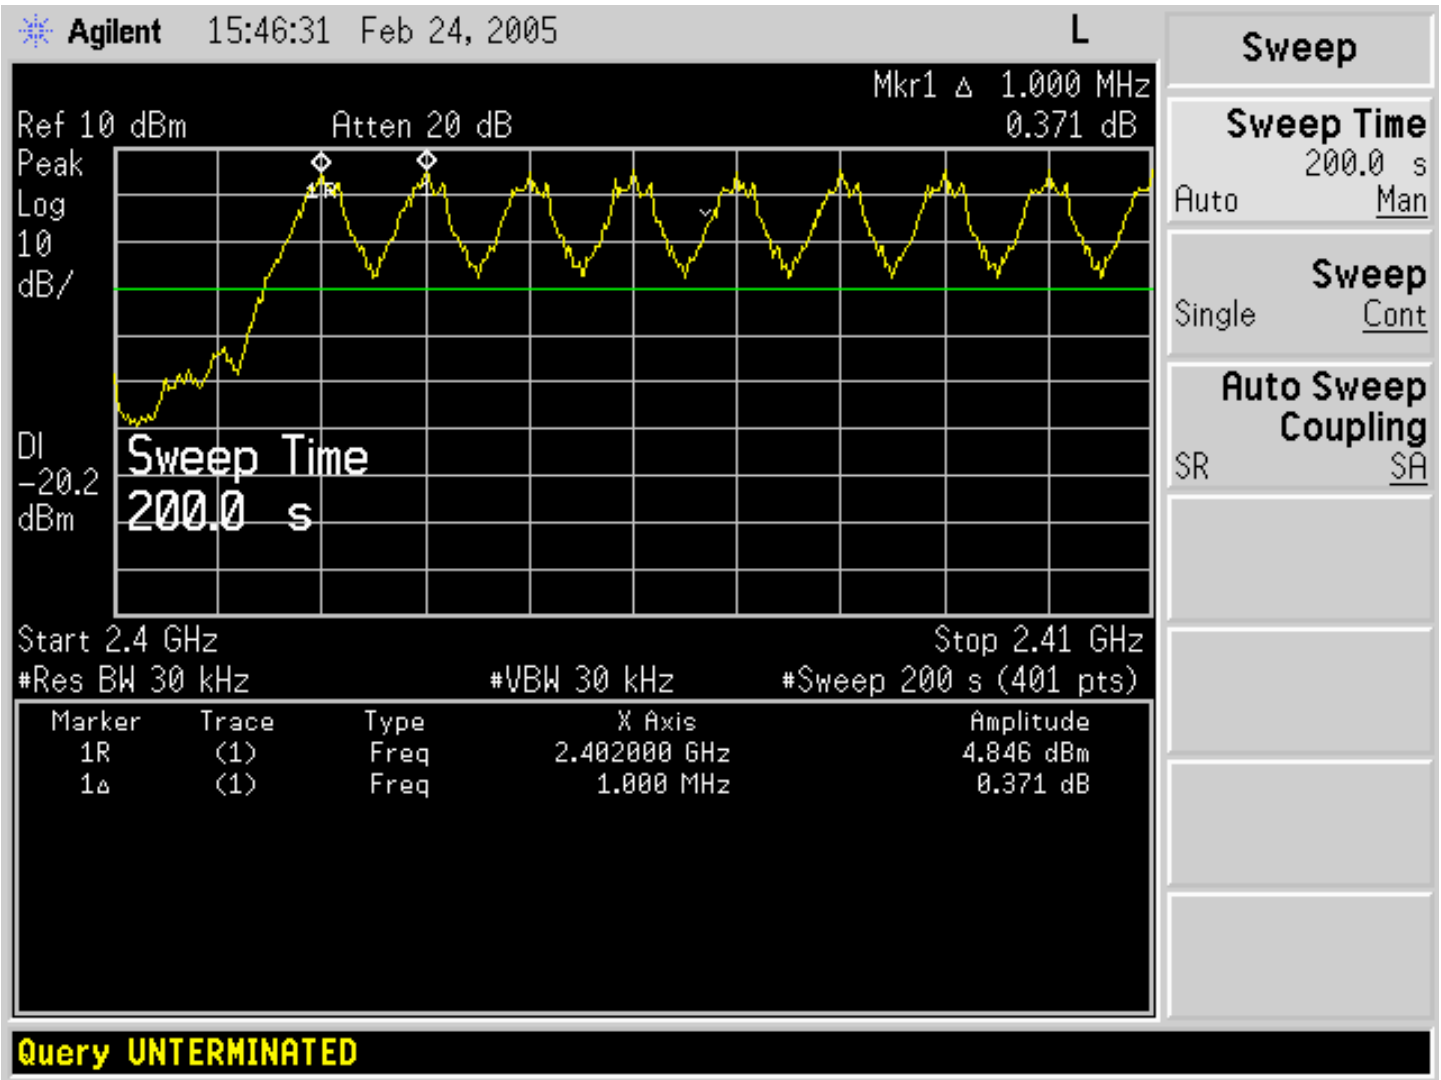 Agilent 15:46:31 Feb 24, 2005 L
Mkr1 Δ 1.000 MHz
Ref 10 dBm Atten 20 dB 0.371 dB
Peak
Log
10
dB/
1R
DI
-20.2
dBm
Sweep Time
200.0 s
Start 2.4 GHz Stop 2.41 GHz
#Res BW 30 kHz #VBW 30 kHz #Sweep 200 s (401 pts)
Marker Trace Type X Axis Amplitude
1R (1) Freq 2.402000 GHz 4.846 dBm
1Δ (1) Freq 1.000 MHz 0.371 dB
Query UNTERMINATED
Sweep
Sweep Time
200.0 s
Auto Man
Sweep
Single Cont
Auto Sweep
Coupling
SR SA